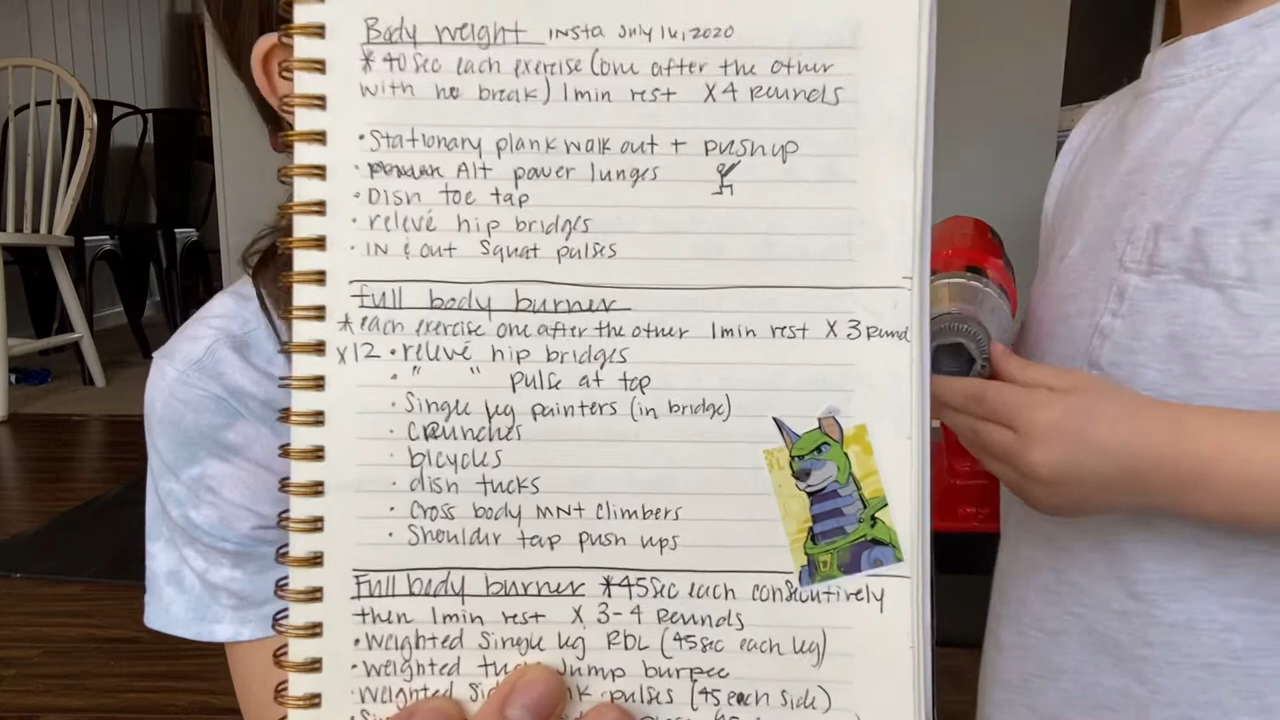 Body weight INSTA July 16, 2020
* 40 sec each exercise (one after the other
with no break) 1 min rest X 4 Rounds
• Stationary plank walk out + pushup
• Alt power lunges
• Dish toe tap
• relevé hip bridges
• IN & out squat pulses
full body burner
* each exercise one after the other 1 min rest X 3 round
X12 • relevé hip bridges
• " " pulse at top
• Single leg painters (in bridge)
• crunches
• bicycles
• dish tucks
• Cross body MNT Climbers
• Shoulder tap push ups
Full body burner *45 sec each consecutively
then 1 min rest X 3-4 Rounds
• Weighted Single leg RDL (45 sec each leg)
• weighted tuck Jump burpee
• Weighted pulses (45 each side)